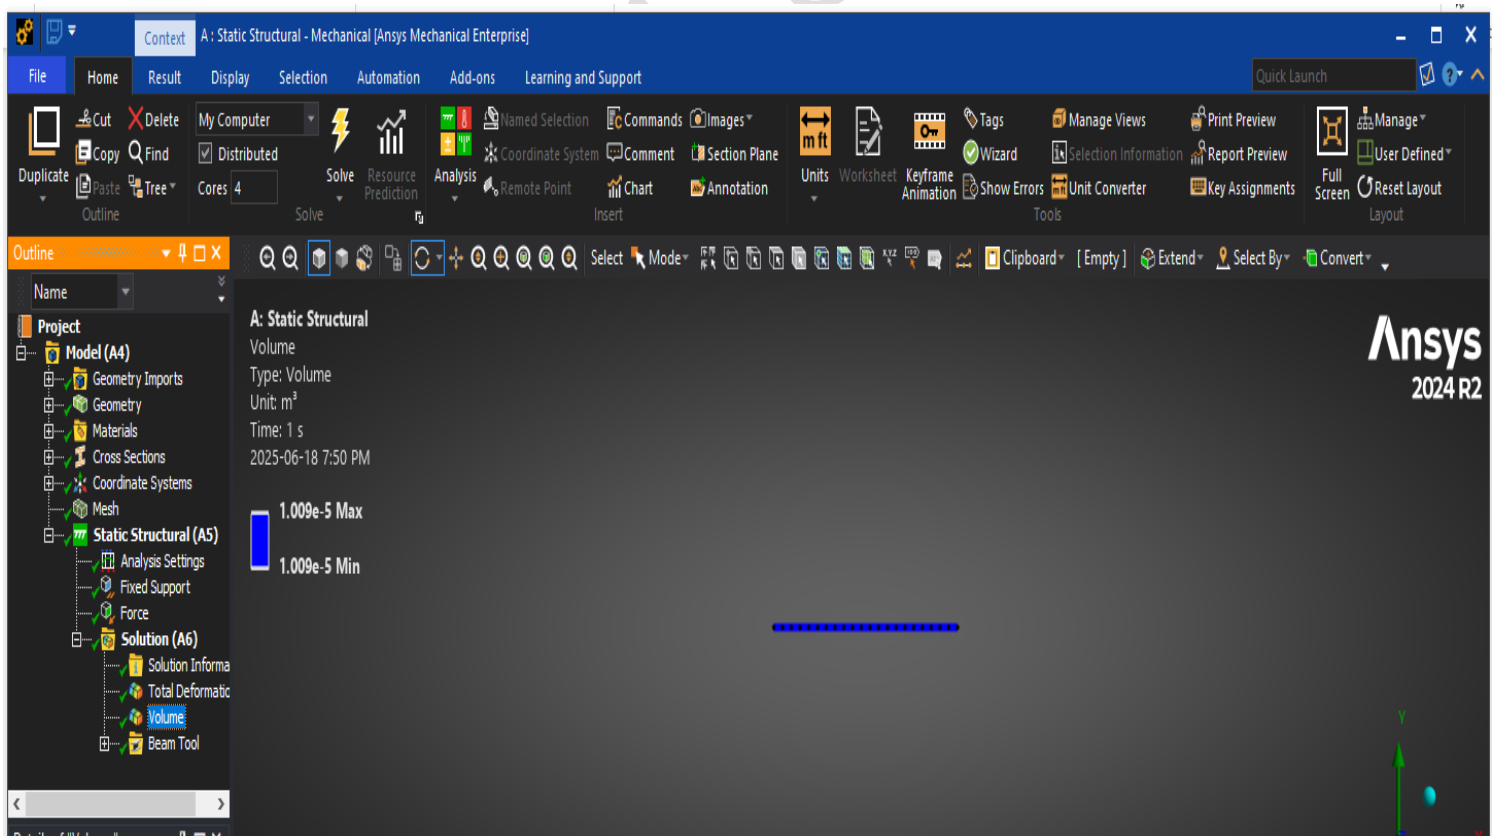 Context A : Static Structural - Mechanical [Ansys Mechanical Enterprise]
File Home Result Display Selection Automation Add-ons Learning and Support Quick Launch
Duplicate
Cut
Copy
Paste
Delete
Find
Tree
Outline
My Computer
Distributed
Cores 4
Solve
Resource
Prediction
Solve
Analysis
Named Selection
Coordinate System
Remote Point
Commands
Comment
Chart
Images
Section Plane
Annotation
Insert
m ft
Units
Worksheet
Keyframe
Animation
Tags
Wizard
Show Errors
Manage Views
Selection Information
Unit Converter
Print Preview
Report Preview
Key Assignments
Tools
Full
Screen
Manage
User Defined
Reset Layout
Layout
Outline
Select Mode Clipboard [ Empty ] Extend Select By Convert
Name
Project
Model (A4)
Geometry Imports
Geometry
Materials
Cross Sections
Coordinate Systems
Mesh
Static Structural (A5)
Analysis Settings
Fixed Support
Force
Solution (A6)
Solution Informa
Total Deformatic
Volume
Beam Tool
A: Static Structural
Volume
Type: Volume
Unit: m³
Time: 1 s
2025-06-18 7:50 PM
1.009e-5 Max
1.009e-5 Min
Ansys
2024 R2
Y